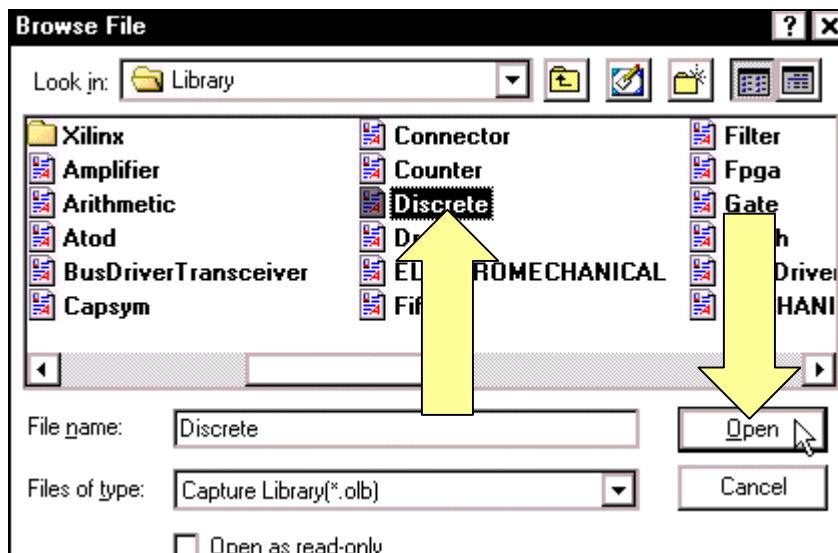 Browse File
Look in: Library
Xilinx Connector Filter
Amplifier Counter Fpga
Arithmetic Discrete Gate
Atod
BusDriverTransceiver
Capsym
File name: Discrete Open
Files of type: Capture Library(*.olb) Cancel
Open as read-only